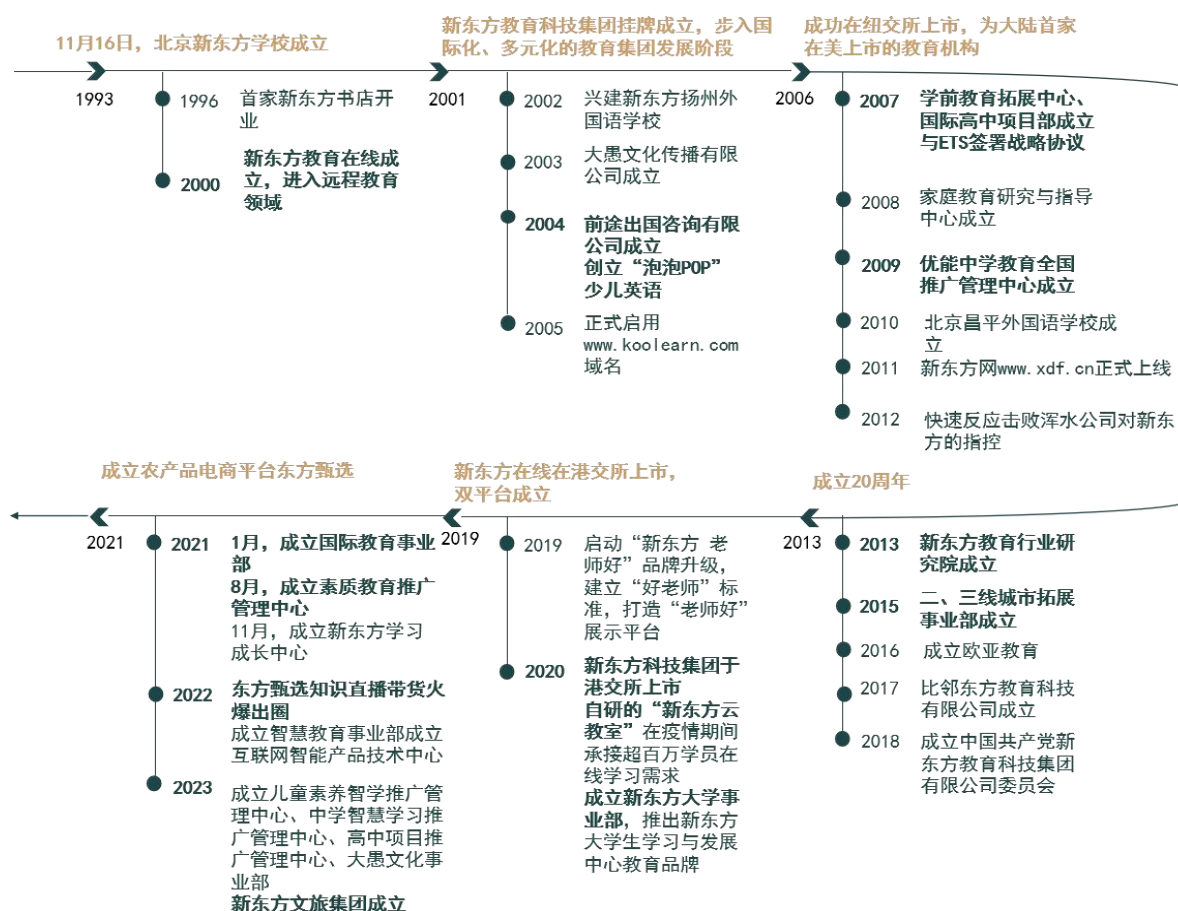 11月16日，北京新东方学校成立
1993
1996
首家新东方书店开
业
2000
新东方教育在线成
立，进入远程教育
领域
新东方教育科技集团挂牌成立，步入国
际化、多元化的教育集团发展阶段
2001
2002
兴建新东方扬州外
国语学校
2003
大愚文化传播有限
公司成立
2004
前途出国咨询有限
公司成立
创立“泡泡POP”
少儿英语
2005
正式启用
www.koolearn.com
域名
成功在纽交所上市，为大陆首家
在美上市的教育机构
2006
2007
学前教育拓展中心、
国际高中项目部成立
与ETS签署战略协议
2008
家庭教育研究与指导
中心成立
2009
优能中学教育全国
推广管理中心成立
2010
北京昌平外国语学校成
立
2011
新东方网www.xdf.cn正式上线
2012
快速反应击败浑水公司对新东
方的指控
成立20周年
2013
2013
新东方教育行业研
究院成立
2015
二、三线城市拓展
事业部成立
2016
成立欧亚教育
2017
比邻东方教育科技
有限公司成立
2018
成立中国共产党新
东方教育科技集团
有限公司委员会
新东方在线在港交所上市，
双平台成立
2019
2019
启动“新东方 老
师好”品牌升级，
建立“好老师”标
准，打造“老师好”
展示平台
2020
新东方科技集团于
港交所上市
自研的“新东方云
教室”在疫情期间
承接超百万学员在
线学习需求
成立新东方大学事
业部，推出新东方
大学生学习与发展
中心教育品牌
成立农产品电商平台东方甄选
2021
2021
1月，成立国际教育事业
部
8月，成立素质教育推广
管理中心
11月，成立新东方学习
成长中心
2022
东方甄选知识直播带货火
爆出圈
成立智慧教育事业部成立
互联网智能产品技术中心
2023
成立儿童素养智学推广管
理中心、中学智慧学习推
广管理中心、高中项目推
广管理中心、大愚文化事
业部
新东方文旅集团成立